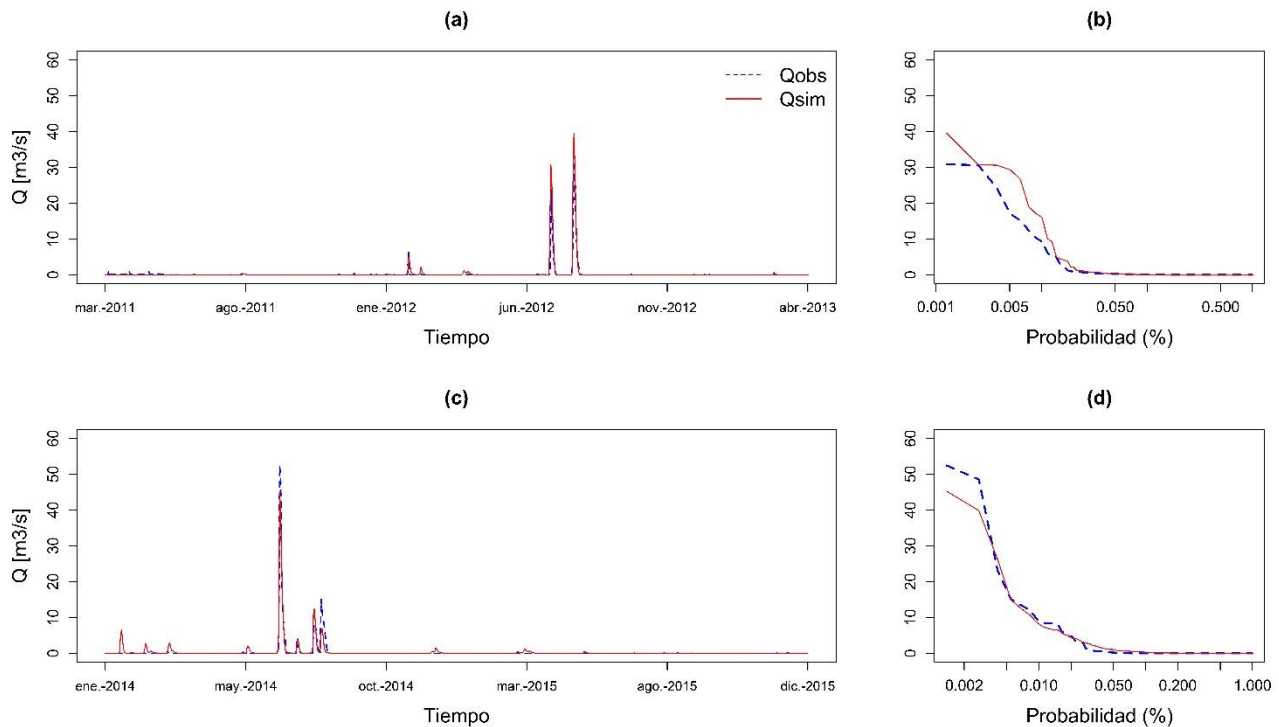 (a)
Q [m3/s]
60
50
40
30
20
10
0
Qobs
Qsim
mar.-2011 ago.-2011 ene.-2012 jun.-2012 nov.-2012 abr.-2013
Tiempo
(b)
60
50
40
30
20
10
0
0.001 0.005 0.050 0.500
Probabilidad (%)
(c)
Q [m3/s]
60
50
40
30
20
10
0
ene.-2014 may.-2014 oct.-2014 mar.-2015 ago.-2015 dic.-2015
Tiempo
(d)
60
50
40
30
20
10
0
0.002 0.010 0.050 0.200 1.000
Probabilidad (%)